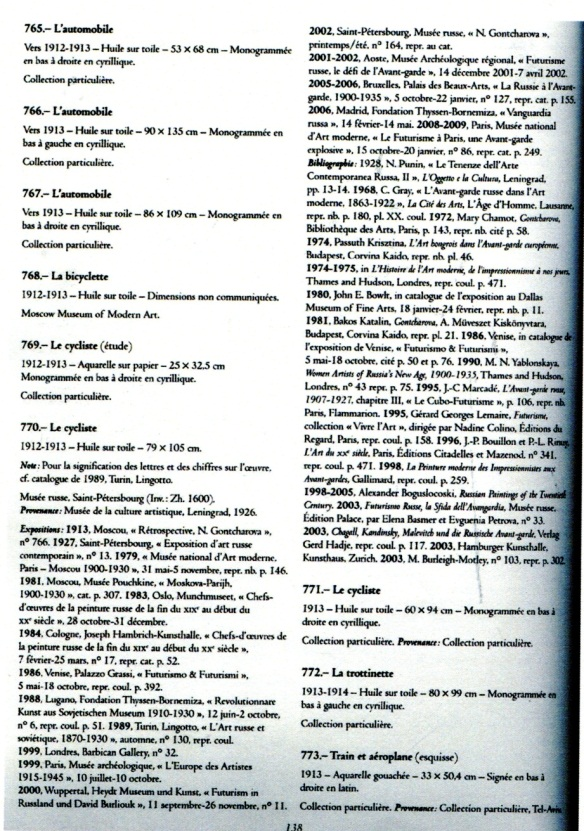 765.– L'automobile
Vers 1912-1913 – Huile sur toile – 53 X 68 cm – Monogrammée
en bas à droite en cyrillique.
Collection particulière.
766.– L'automobile
Vers 1913 – Huile sur toile – 90 X 135 cm – Monogrammée en
bas à gauche en cyrillique.
Collection particulière.
767.– L'automobile
Vers 1913 – Huile sur toile – 86 X 109 cm – Monogrammée en
bas à droite en cyrillique.
Collection particulière.
768.– La bicyclette
1912-1913 – Huile sur toile – Dimensions non communiquées.
Moscow Museum of Modern Art.
769.– Le cycliste (étude)
1912-1913 – Aquarelle sur papier – 25 X 32.5 cm
Monogrammée en bas à droite en cyrillique.
Collection particulière.
770.– Le cycliste
1912-1913 – Huile sur toile – 79 X 105 cm.
Note : Pour la signification des lettres et des chiffres sur l'œuvre.
cf. catalogue de 1989, Turin, Lingotto.
Musée russe, Saint-Pétersbourg (Inv. : Zh. 1600).
Provenance : Musée de la culture artistique, Leningrad, 1926.
Expositions : 1913, Moscou, « Rétrospective, N. Gontcharova »,
n° 766. 1927, Saint-Pétersbourg, « Exposition d'art russe
contemporain », n° 13. 1979, « Musée national d'art moderne,
Paris – Moscou 1900-1930 », 31 mai-5 novembre, repr. nb. p. 146.
1981, Moscou, Musée Pouchkine, « Moskova-Parijh,
1900-1930 », cat. p. 307. 1983, Oslo, Munchmuseet, « Chefs-
d'œuvres de la peinture russe de la fin du XIXe au début du
XXe siècle », 28 octobre-31 décembre.
1984, Cologne, Joseph Hambrich-Kunsthalle, « Chefs-d'œuvres de
la peinture russe de la fin du XIXe au début du XXe siècle »,
7 février-25 mars, n° 17, repr. cat. p. 52.
1986, Venise, Palazzo Grassi, « Futurismo & Futurismi »,
5 mai-18 octobre, repr. coul. p. 392.
1988, Lugano, Fondation Thyssen-Bornemiza, « Revolutionnare
Kunst aus Sovjetischen Museum 1910-1930 », 12 juin-2 octobre,
n° 6, repr. coul. p. 51. 1989, Turin, Lingotto, « L'Art russe et
soviétique, 1870-1930 », automne, n° 130, repr. coul.
1999, Londres, Barbican Gallery, n° 32.
1999, Paris, Musée archéologique, « L'Europe des Artistes
1915-1945 », 10 juillet-10 octobre.
2000, Wuppertal, Heydt Museum und Kunst, « Futurism in
Russland und David Burliouk », 11 septembre-26 novembre, n° 11.
2002, Saint-Pétersbourg, Musée russe, « N. Gontcharova »,
printemps/été, n° 164, repr. au cat.
2001-2002, Aoste, Musée Archéologique régional, « Futurisme
russe, le défi de l'Avant-garde », 14 décembre 2001-7 avril 2002.
2005-2006, Bruxelles, Palais des Beaux-Arts, « La Russie à l'Avant-
garde, 1900-1935 », 5 octobre-22 janvier, n° 127, repr. cat. p. 155.
2006, Madrid, Fondation Thyssen-Bornemiza, « Vanguardia
russa », 14 février-14 mai. 2008-2009, Paris, Musée national
d'Art moderne, « Le Futurisme à Paris, une Avant-garde
explosive », 15 octobre-20 janvier, n° 86, repr. cat. p. 249.
Bibliographie : 1928, N. Punin, « Le Tenenze dell'Arte
Contemporanea Russa, II », L'Oggetto e la Cultura, Leningrad,
pp. 13-14. 1968, C. Gray, « L'Avant-garde russe dans l'Art
moderne, 1863-1922 », La Cité des Arts, L'Âge d'Homme, Lausanne,
repr. nb. p. 180, pl. XX. coul. 1972, Mary Chamot, Gontcharova,
Bibliothèque des Arts, Paris, p. 143, repr. nb. cité p. 58.
1974, Passuth Krisztina, L'Art hongrois dans l'Avant-garde européenne,
Budapest, Corvina Kaido, repr. nb. pl. 46.
1974-1975, in L'Histoire de l'Art moderne, de l'impressionnisme à nos jours,
Thames and Hudson, Londres, repr. coul. p. 471.
1980, John E. Bowlt, in catalogue de l'exposition au Dallas
Museum of Fine Arts, 18 janvier-24 février, repr. nb. p. 11.
1981, Bakos Katalin, Gontcharova, A Müveszet Kiskönyvtara,
Budapest, Corvina Kaido, repr. pl. 21. 1986, Venise, in catalogue de
l'exposition de Venise, « Futurismo & Futurismi »,
5 mai-18 octobre, cité p. 50 et p. 76. 1990, M. N. Yablonskaya,
Women Artists of Russia's New Age, 1900-1935, Thames and Hudson,
Londres, n° 43 repr. p. 75. 1995, J.-C Marcadé, L'Avant-garde russe,
1907-1927, chapitre III, « Le Cubo-Futurisme », p. 106, repr. nb.
Paris, Flammarion. 1995, Gérard Georges Lemaire, Futurisme,
collection « Vivre l'Art », dirigée par Nadine Colino, Éditions du
Regard, Paris, repr. coul. p. 158. 1996, J.-P. Bouillon et P.-L. Rinuy,
L'Art du XXe siècle, Paris, Éditions Citadelles et Mazenod, n° 341.
repr. coul. p. 471. 1998, La Peinture moderne des Impressionnistes aux
Avant-gardes, Gallimard, repr. coul. p. 259.
1998-2005, Alexander Boguslocoski, Russian Paintings of the Twentieth
Century. 2003, Futurismo Russe, la Sfida dell'Avangardia, Musée russe,
Édition Palace, par Elena Basmer et Evguenia Petrova, n° 33.
2003, Chagall, Kandinsky, Malevitch und die Russische Avant-garde, Verlag
Gerd Hadje, repr. coul. p. 117. 2003, Hamburger Kunsthalle,
Kunsthaus, Zurich. 2003, M. Burleigh-Motley, n° 103, repr. p. 302
771.– Le cycliste
1913 – Huile sur toile – 60 X 94 cm – Monogrammée en bas à
droite en cyrillique.
Collection particulière. Provenance : Collection particulière.
772.– La trottinette
1913-1914 – Huile sur toile – 80 X 99 cm – Monogrammée en
bas à gauche en cyrillique.
Collection particulière.
773.– Train et aéroplane (esquisse)
1913 – Aquarelle gouachée – 33 X 50,4 cm – Signée en bas à
droite en latin.
Collection particulière. Provenance : Collection particulière, Tel-Aviv.
138